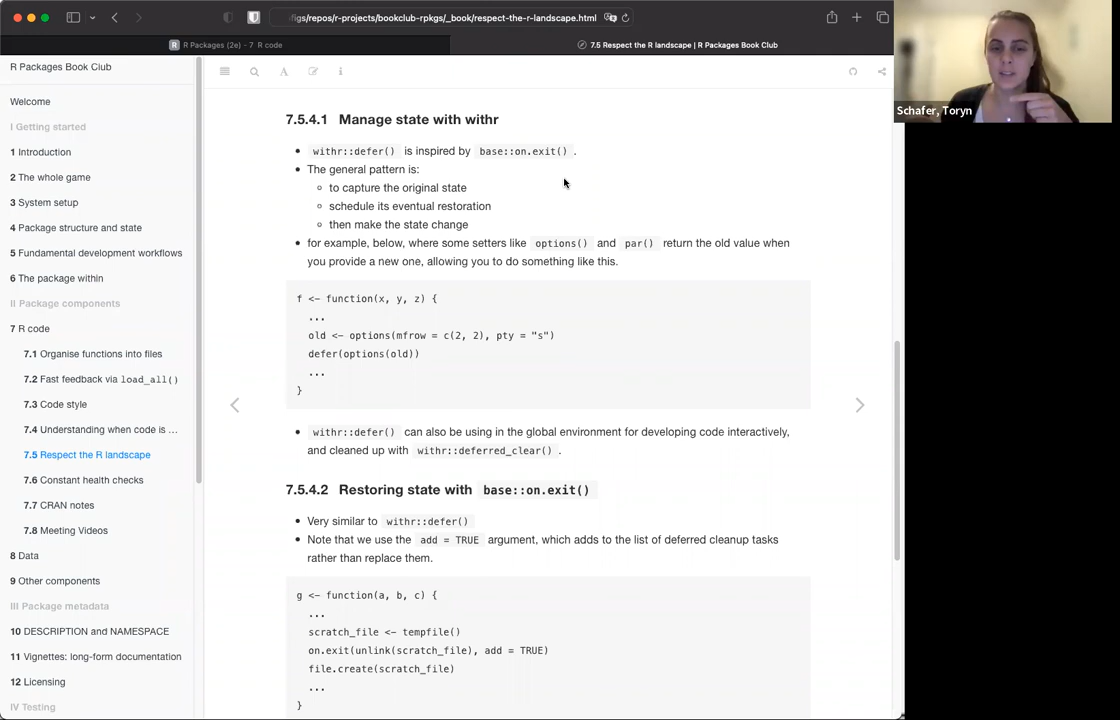 figs/repos/r-projects/bookclub-rpkgs/_book/respect-the-r-landscape.html
R R Packages (2e) - 7 R code
7.5 Respect the R landscape | R Packages Book Club
Schafer, Toryn
R Packages Book Club
Welcome
I Getting started
1 Introduction
2 The whole game
3 System setup
4 Package structure and state
5 Fundamental development workflows
6 The package within
II Package components
7 R code
7.1 Organise functions into files
7.2 Fast feedback via load_all()
7.3 Code style
7.4 Understanding when code is ...
7.5 Respect the R landscape
7.6 Constant health checks
7.7 CRAN notes
7.8 Meeting Videos
8 Data
9 Other components
III Package metadata
10 DESCRIPTION and NAMESPACE
11 Vignettes: long-form documentation
12 Licensing
IV Testing
A
i
7.5.4.1 Manage state with withr
• withr::defer() is inspired by base::on.exit() .
• The general pattern is:
◦ to capture the original state
◦ schedule its eventual restoration
◦ then make the state change
• for example, below, where some setters like options() and par() return the old value when
you provide a new one, allowing you to do something like this.
f <- function(x, y, z) {
...
old <- options(mfrow = c(2, 2), pty = "s")
defer(options(old))
...
}
• withr::defer() can also be using in the global environment for developing code interactively,
and cleaned up with withr::deferred_clear() .
7.5.4.2 Restoring state with base::on.exit()
• Very similar to withr::defer()
• Note that we use the add = TRUE argument, which adds to the list of deferred cleanup tasks
rather than replace them.
g <- function(a, b, c) {
...
scratch_file <- tempfile()
on.exit(unlink(scratch_file), add = TRUE)
file.create(scratch_file)
...
}